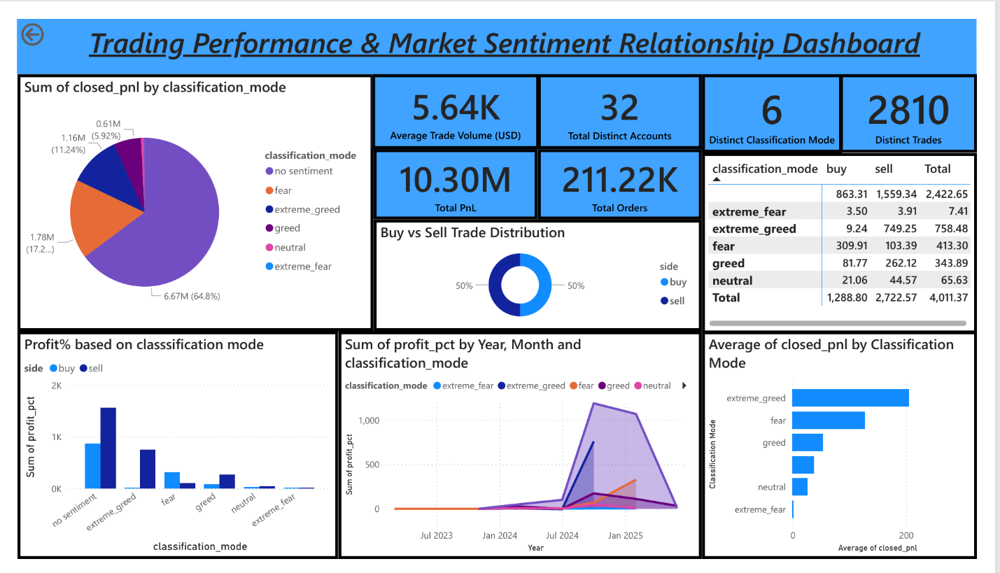 Trading Performance & Market Sentiment Relationship Dashboard
Sum of closed_pnl by classification_mode
0.61M
(5.92%)
1.16M
(11.24%)
1.78M
(17.2...)
6.67M (64.8%)
classification_mode
no sentiment
fear
extreme_greed
greed
neutral
extreme_fear
5.64K
Average Trade Volume (USD)
32
Total Distinct Accounts
6
Distinct Classification Mode
2810
Distinct Trades
10.30M
Total PnL
211.22K
Total Orders
Buy vs Sell Trade Distribution
50%
50%
side
buy
sell
classification_mode buy sell Total
863.31 1,559.34 2,422.65
extreme_fear 3.50 3.91 7.41
extreme_greed 9.24 749.25 758.48
fear 309.91 103.39 413.30
greed 81.77 262.12 343.89
neutral 21.06 44.57 65.63
Total 1,288.80 2,722.57 4,011.37
Profit% based on classsification mode
side buy sell
Sum of profit_pct
2K
1K
0K
no sentiment
extreme_greed
fear
greed
neutral
extreme_fear
classification_mode
Sum of profit_pct by Year, Month and
classification_mode
classification_mode extreme_fear extreme_greed fear greed neutral
Sum of profit_pct
1,000
500
0
Jul 2023 Jan 2024 Jul 2024 Jan 2025
Year
Average of closed_pnl by Classification
Mode
Classification Mode
extreme_greed
fear
greed
neutral
extreme_fear
0 200
Average of closed_pnl